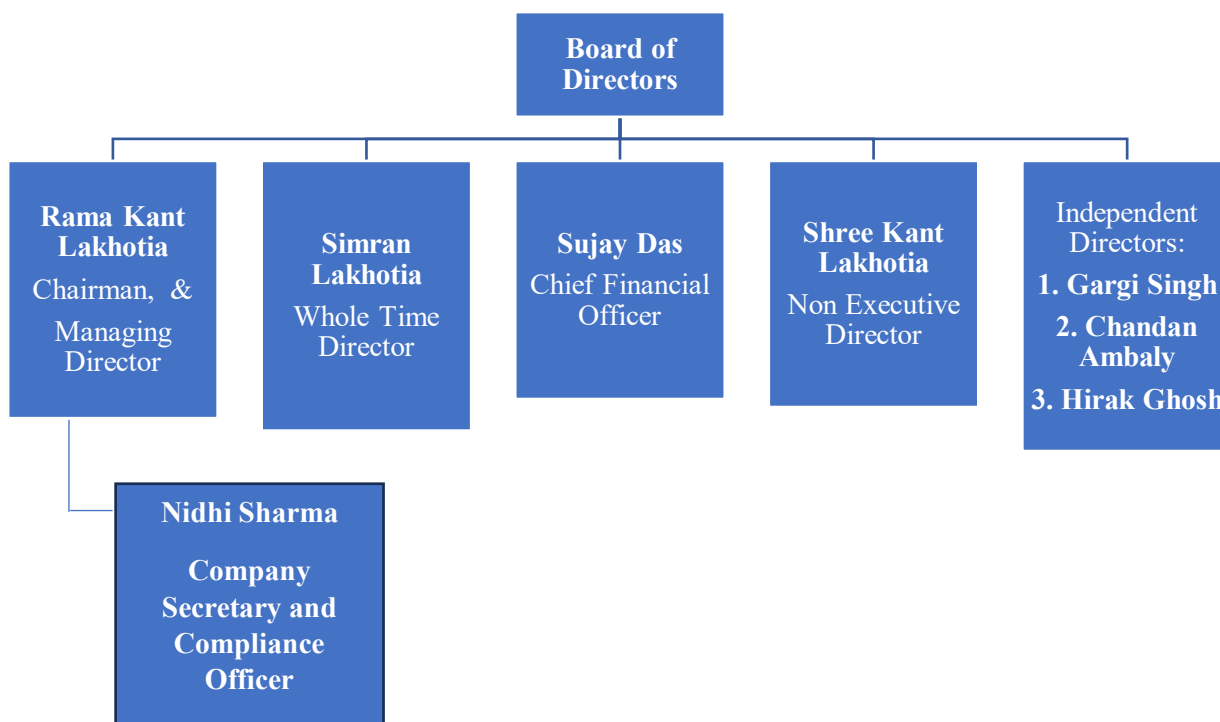 Board of
Directors
Rama Kant
Lakhotia
Chairman, &
Managing
Director
Simran
Lakhotia
Whole Time
Director
Sujay Das
Chief Financial
Officer
Shree Kant
Lakhotia
Non Executive
Director
Independent
Directors:
1. Gargi Singh
2. Chandan
Ambaly
3. Hirak Ghosh
Nidhi Sharma
Company
Secretary and
Compliance
Officer